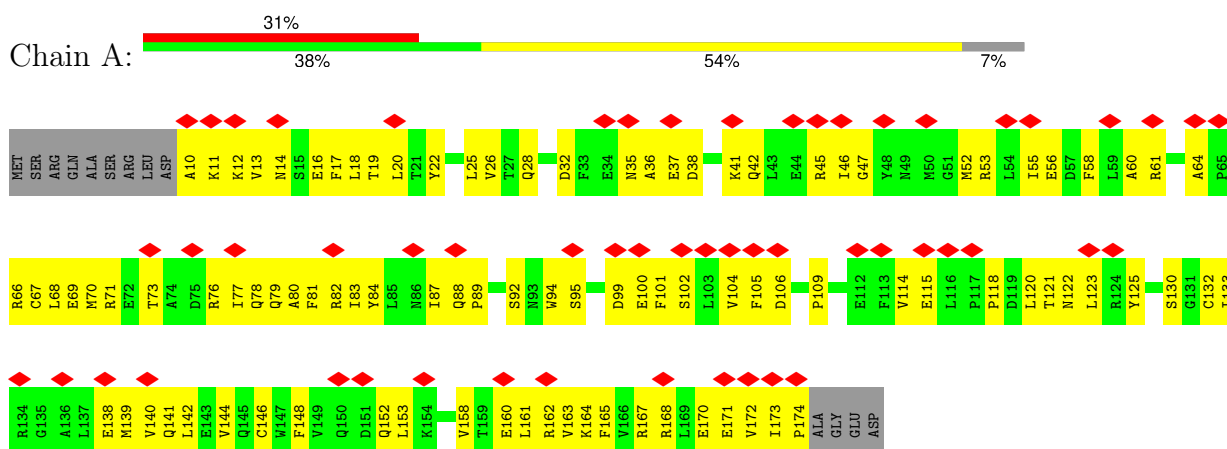 Chain A:
31%
38% 54% 7%
MET SER ARG GLN ALA SER ARG LEU ASP A10 K11 K12 V13 N14 S15 E16 F17 L18 T19 L20 T21 Y22 L25 V26 T27 Q28 D32 F33 E34 N35 A36 E37 D38 K41 Q42 L43 E44 R45 I46 G47 Y48 N49 M50 G51 M52 R53 L54 I55 E56 D57 F58 L59 A60 R61 A64 P65
R66 C67 L68 E69 M70 R71 E72 T73 A74 D75 R76 I77 Q78 Q79 A80 F81 R82 I83 Y84 L85 N86 I87 Q88 P89 S92 N93 W94 S95 D99 E100 F101 S102 L103 V104 F105 D106 P109 E112 F113 V114 E115 L116 P117 P118 D119 L120 T121 N122 L123 R124 Y125 S130 G131 C132
R134 G135 A136 L137 E138 M139 V140 Q141 L142 E143 V144 Q145 C146 W147 F148 V149 Q150 D151 Q152 L153 K154 V158 T159 E160 L161 R162 V163 K164 F165 V166 R167 R168 L169 E170 E171 V172 I173 P174 ALA GLY GLU ASP